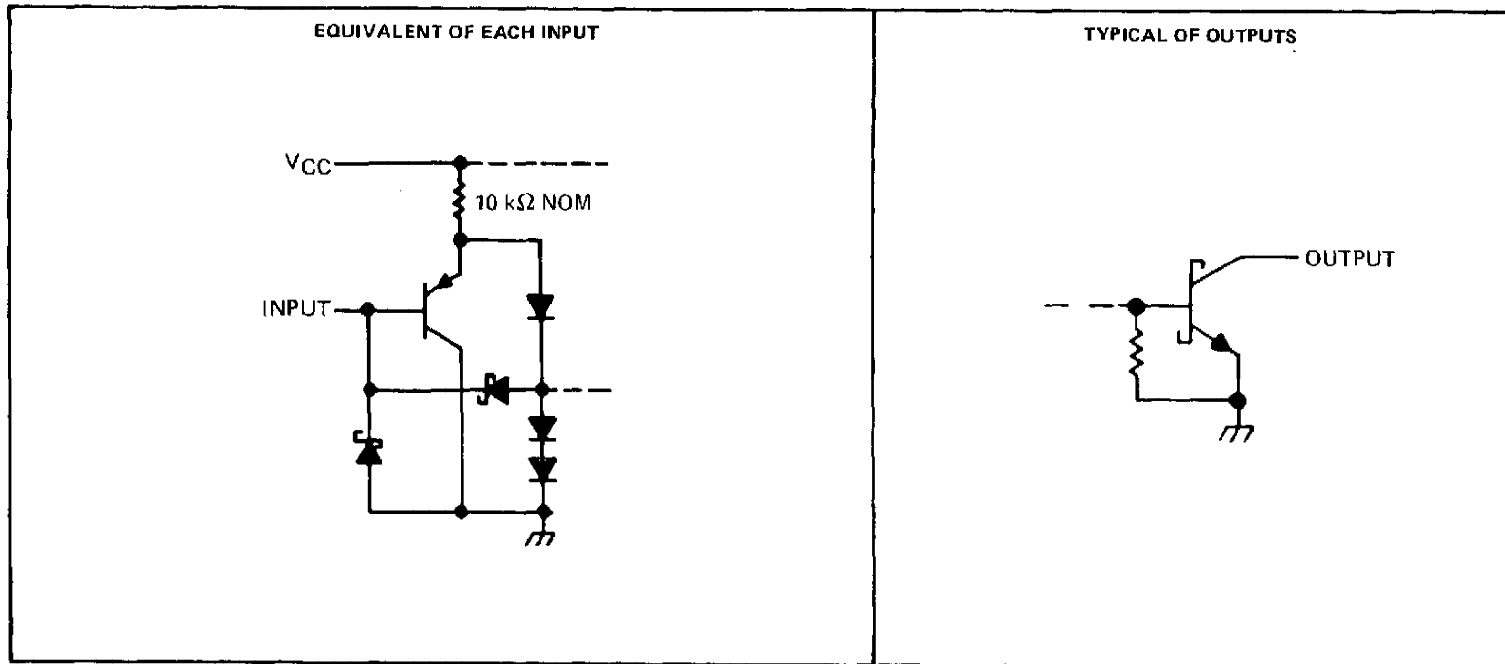 EQUIVALENT OF EACH INPUT
VCC
10 kΩ NOM
INPUT
TYPICAL OF OUTPUTS
OUTPUT